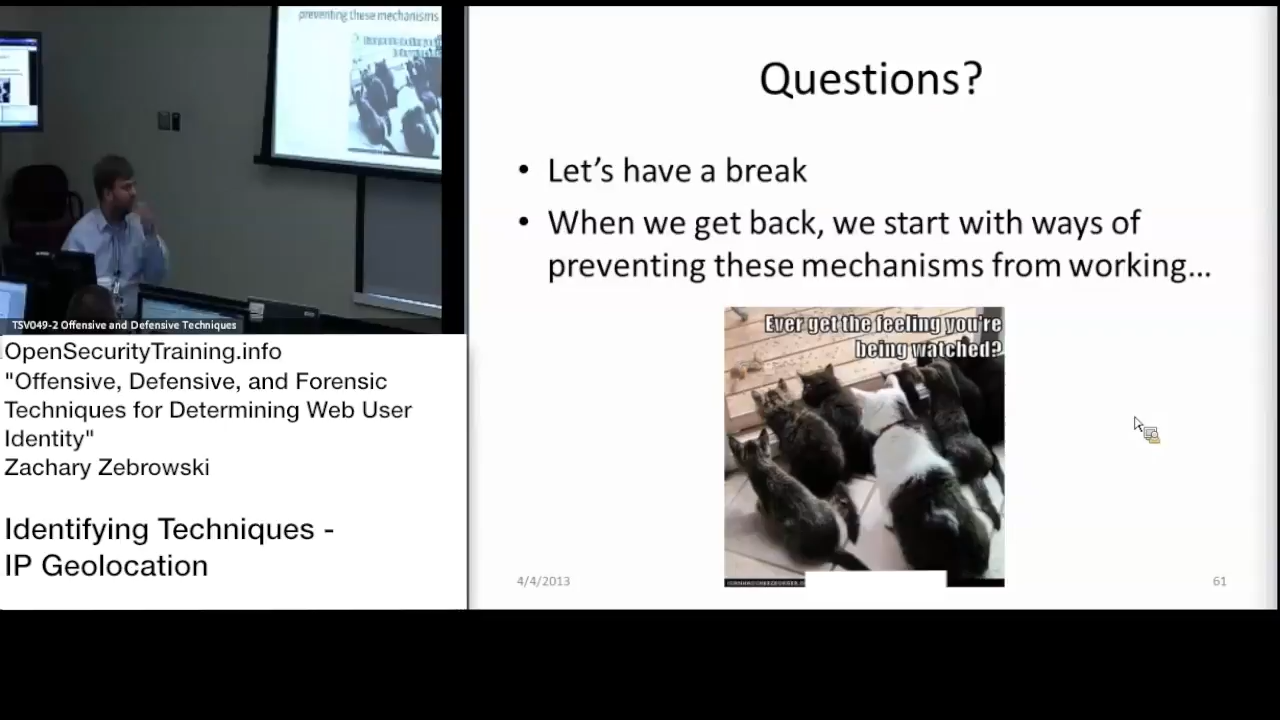 preventing these mechanisms
TSV049-2 Offensive and Defensive Techniques
OpenSecurityTraining.info
"Offensive, Defensive, and Forensic
Techniques for Determining Web User
Identity"
Zachary Zebrowski
Identifying Techniques -
IP Geolocation
Questions?
• Let’s have a break
• When we get back, we start with ways of
preventing these mechanisms from working…
Ever get the feeling you're
being watched?
4/4/2013
61